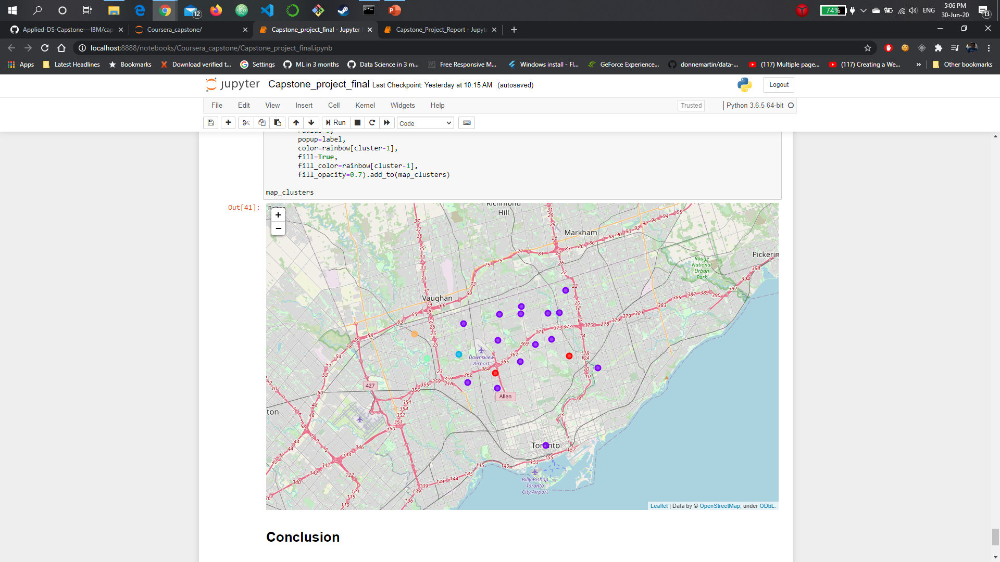 12
74%
ENG
5:06 PM
30-Jun-20
13
Applied-DS-Capstone---IBM/cap
Coursera_capstone/
Capstone_project_final - Jupyter
Capstone_Project_Report - Jupyt
localhost:8888/notebooks/Coursera_capstone/Capstone_project_final.ipynb
Apps
Latest Headlines
Bookmarks
Download verified t...
Settings
ML in 3 months
Data Science in 3 m...
Free Responsive M...
Windows install - Fl...
GeForce Experience...
donnemartin/data-...
(117) Multiple page...
(117) Creating a We...
»
Other bookmarks
jupyter
Capstone_project_final
Last Checkpoint: Yesterday at 10:15 AM (autosaved)
Logout
File
Edit
View
Insert
Cell
Kernel
Widgets
Help
Trusted
Python 3.6.5 64-bit
Run
Code
popup=label,
color=rainbow[cluster-1],
fill=True,
fill_color=rainbow[cluster-1],
fill_opacity=0.7).add_to(map_clusters)
map_clusters
Out[41]:
+
−
Bolton
Richmond
Hill
Markham
Pickerin
Rouge
National
Urban
Park
Vaughan
Downsview
Airport
427
Allen
ton
Toronto
Billy Bishop
Toronto
City Airport
Leaflet | Data by © OpenStreetMap, under ODbL.
Conclusion